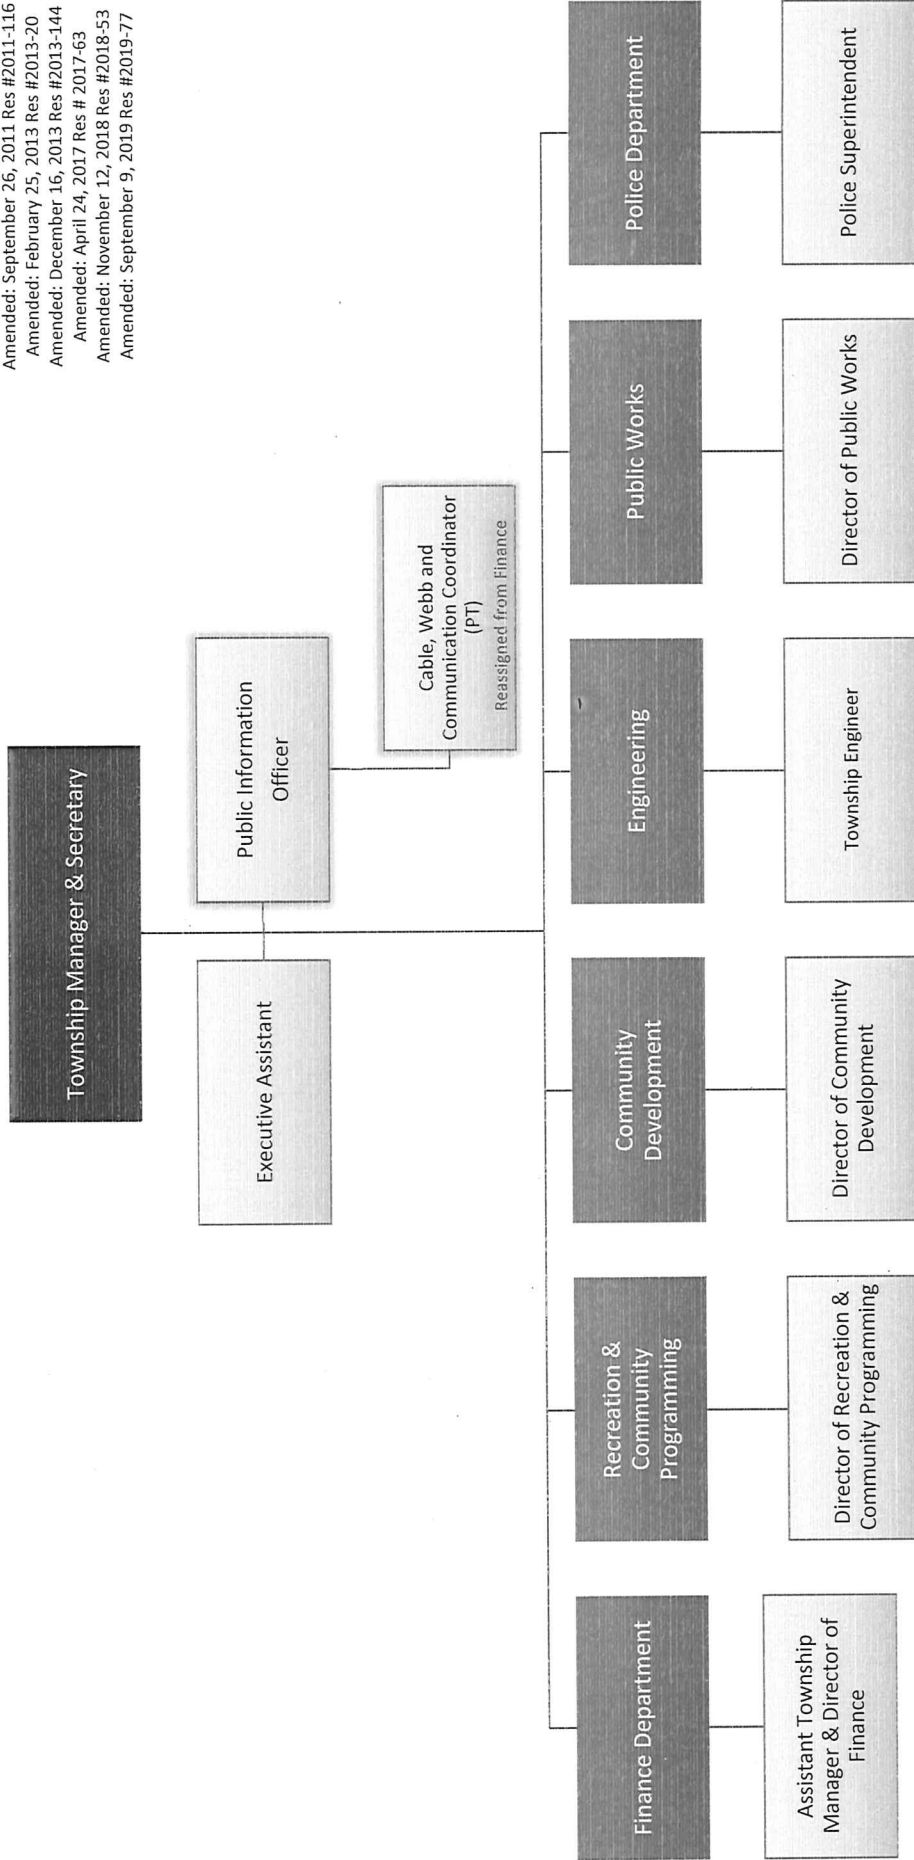 Amended: September 26, 2011 Res #2011-116
Amended: February 25, 2013 Res #2013-20
Amended: December 16, 2013 Res #2013-144
Amended: April 24, 2017 Res # 2017-63
Amended: November 12, 2018 Res #2018-53
Amended: September 9, 2019 Res #2019-77
Township Manager & Secretary
Executive Assistant
Public Information
Officer
Cable, Webb and
Communication Coordinator
(PT)
Reassigned from Finance
Finance Department
Recreation &
Community
Programming
Community
Development
Engineering
Public Works
Police Department
Assistant Township
Manager & Director of
Finance
Director of Recreation &
Community Programming
Director of Community
Development
Township Engineer
Director of Public Works
Police Superintendent